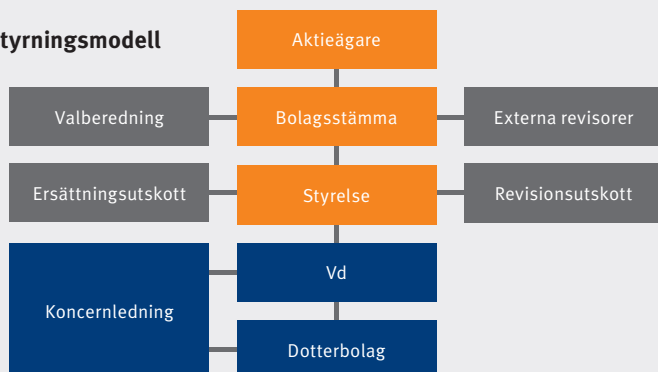 tyrningsmodell
Aktieägare
Valberedning
Bolagsstämma
Externa revisorer
Ersättningsutskott
Styrelse
Revisionsutskott
Vd
Koncernledning
Dotterbolag